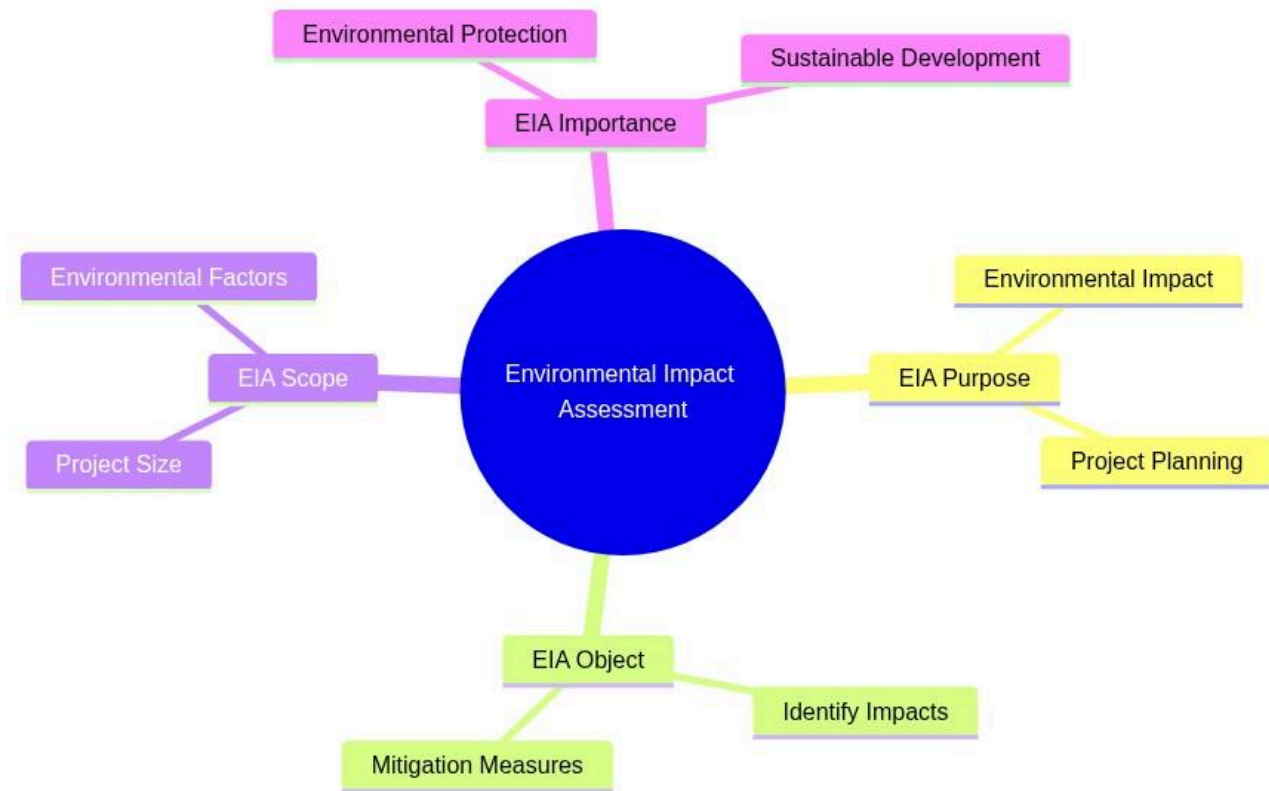 Environmental Protection
Sustainable Development
EIA Importance
Environmental Factors
Environmental Impact
EIA Scope
Environmental Impact
Assessment
EIA Purpose
Project Size
Project Planning
EIA Object
Identify Impacts
Mitigation Measures